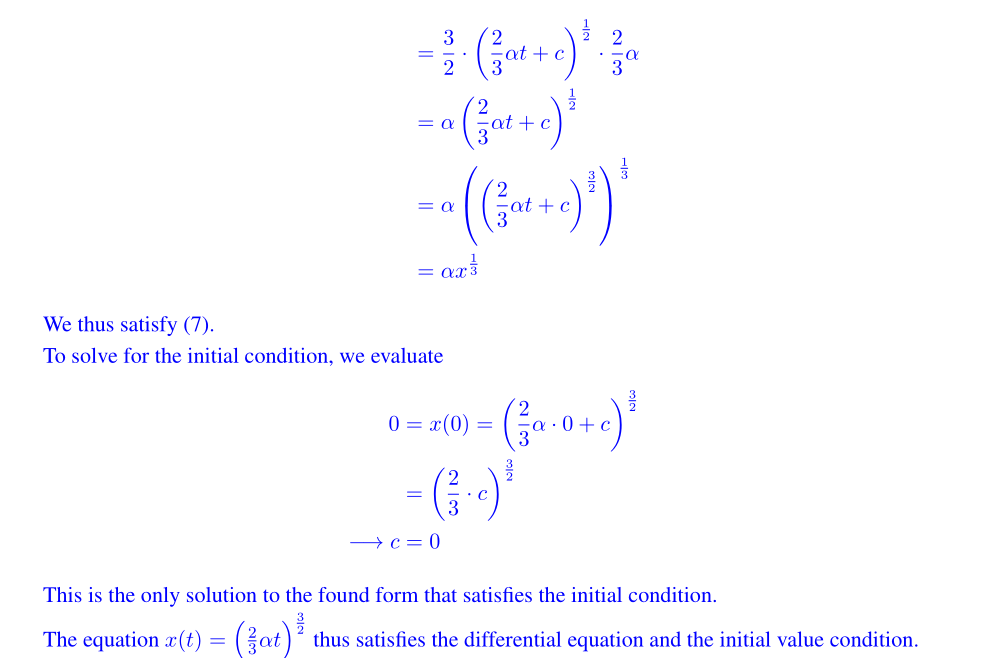 = \frac{3}{2} \cdot \left( \frac{2}{3} \alpha t + c \right)^{\frac{1}{2}} \cdot \frac{2}{3} \alpha
= \alpha \left( \frac{2}{3} \alpha t + c \right)^{\frac{1}{2}}
= \alpha \left( \left( \frac{2}{3} \alpha t + c \right)^{\frac{3}{2}} \right)^{\frac{1}{3}}
= \alpha x^{\frac{1}{3}}
We thus satisfy (7).
To solve for the initial condition, we evaluate
0 = x(0) = \left( \frac{2}{3} \alpha \cdot 0 + c \right)^{\frac{3}{2}}
= \left( \frac{2}{3} \cdot c \right)^{\frac{3}{2}}
\longrightarrow c = 0
This is the only solution to the found form that satisfies the initial condition.
The equation x(t) = \left( \frac{2}{3} \alpha t \right)^{\frac{3}{2}} thus satisfies the differential equation and the initial value condition.